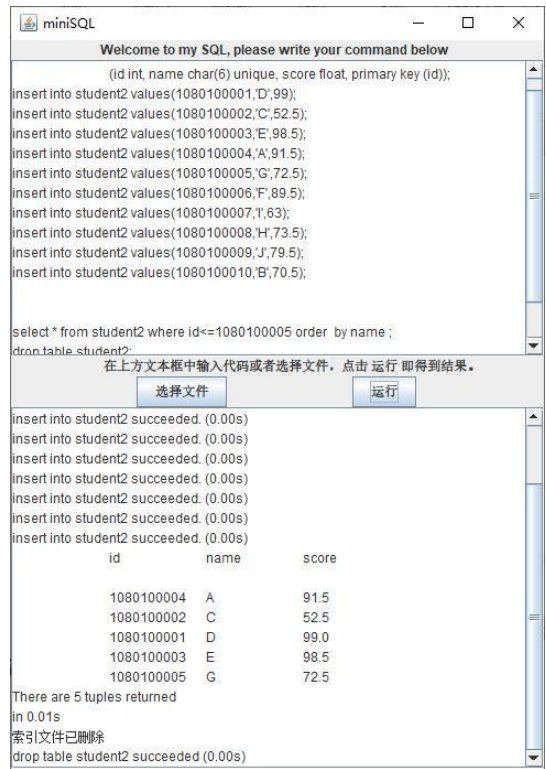 miniSQL
Welcome to my SQL, please write your command below
(id int, name char(6) unique, score float, primary key (id));
insert into student2 values(1080100001,'D',99);
insert into student2 values(1080100002,'C',52.5);
insert into student2 values(1080100003,'E',98.5);
insert into student2 values(1080100004,'A',91.5);
insert into student2 values(1080100005,'G',72.5);
insert into student2 values(1080100006,'F',89.5);
insert into student2 values(1080100007,'I',63);
insert into student2 values(1080100008,'H',73.5);
insert into student2 values(1080100009,'J',79.5);
insert into student2 values(1080100010,'B',70.5);
select * from student2 where id<=1080100005 order by name ;
drop table student2;
在上方文本框中输入代码或者选择文件，点击 运行 即得到结果。
选择文件 运行
insert into student2 succeeded. (0.00s)
insert into student2 succeeded. (0.00s)
insert into student2 succeeded. (0.00s)
insert into student2 succeeded. (0.00s)
insert into student2 succeeded. (0.00s)
insert into student2 succeeded. (0.00s)
insert into student2 succeeded. (0.00s)
id name score
1080100004 A 91.5
1080100002 C 52.5
1080100001 D 99.0
1080100003 E 98.5
1080100005 G 72.5
There are 5 tuples returned
in 0.01s
索引文件已删除
drop table student2 succeeded (0.00s)